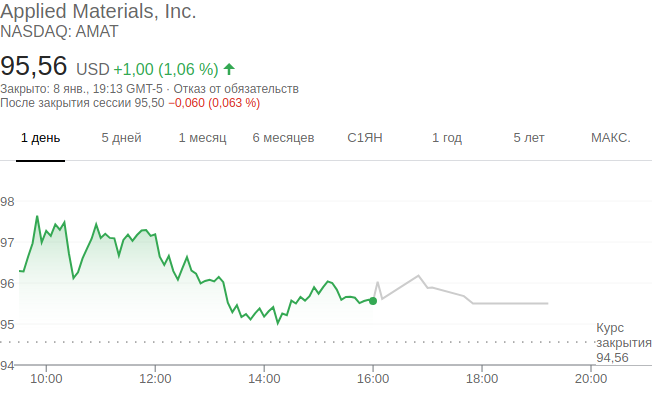 Applied Materials, Inc.
NASDAQ: AMAT
95,56 USD +1,00 (1,06 %)
Закрыто: 8 янв., 19:13 GMT-5 · Отказ от обязательств
После закрытия сессии 95,50 −0,060 (0,063 %)
1 день 5 дней 1 месяц 6 месяцев С1ЯН 1 год 5 лет МАКС.
98
97
96
95
94
Курс
закрытия
94,56
10:00 12:00 14:00 16:00 18:00 20:00